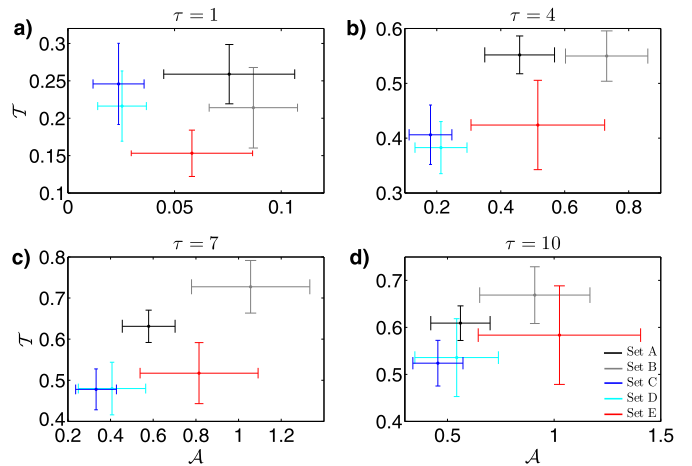 a)
τ = 1
0.3
0.25
0.2
0.15
0.1
𝒯
0
0.05
0.1
b)
τ = 4
0.6
0.5
0.4
0.3
0.2
0.4
0.6
0.8
c)
τ = 7
0.8
0.7
0.6
0.5
0.4
𝒯
0.2
0.4
0.6
0.8
1
1.2
𝒜
d)
τ = 10
0.7
0.6
0.5
0.4
0.5
1
1.5
𝒜
Set A
Set B
Set C
Set D
Set E